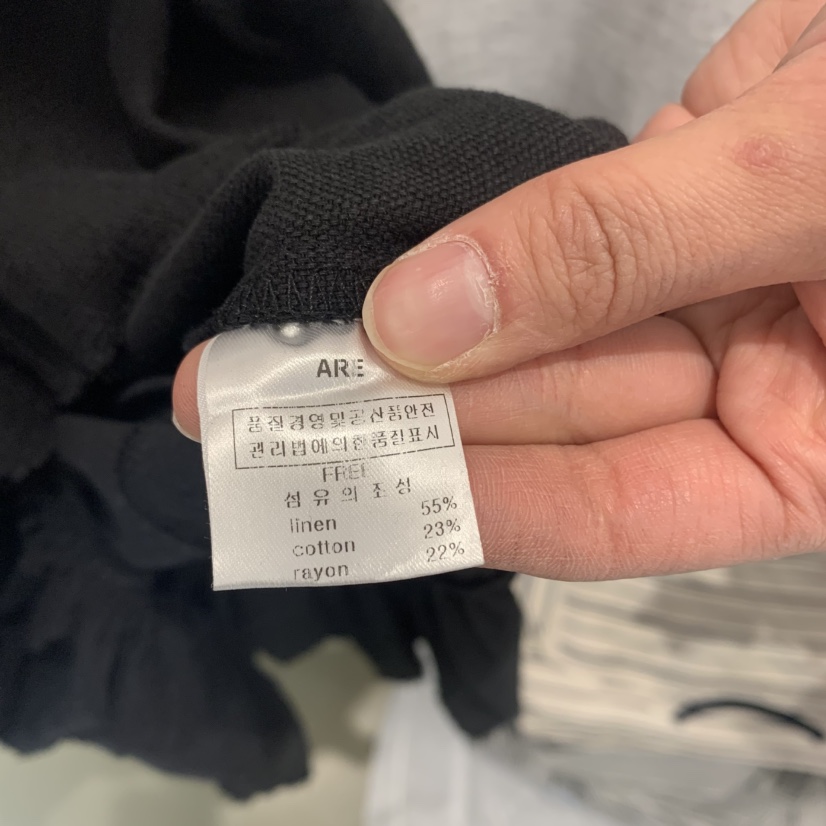 ARE
품질경영및공산품안전
관리법에의한품질표시
FREE
섬유의조성
linen 55%
cotton 23%
rayon 22%